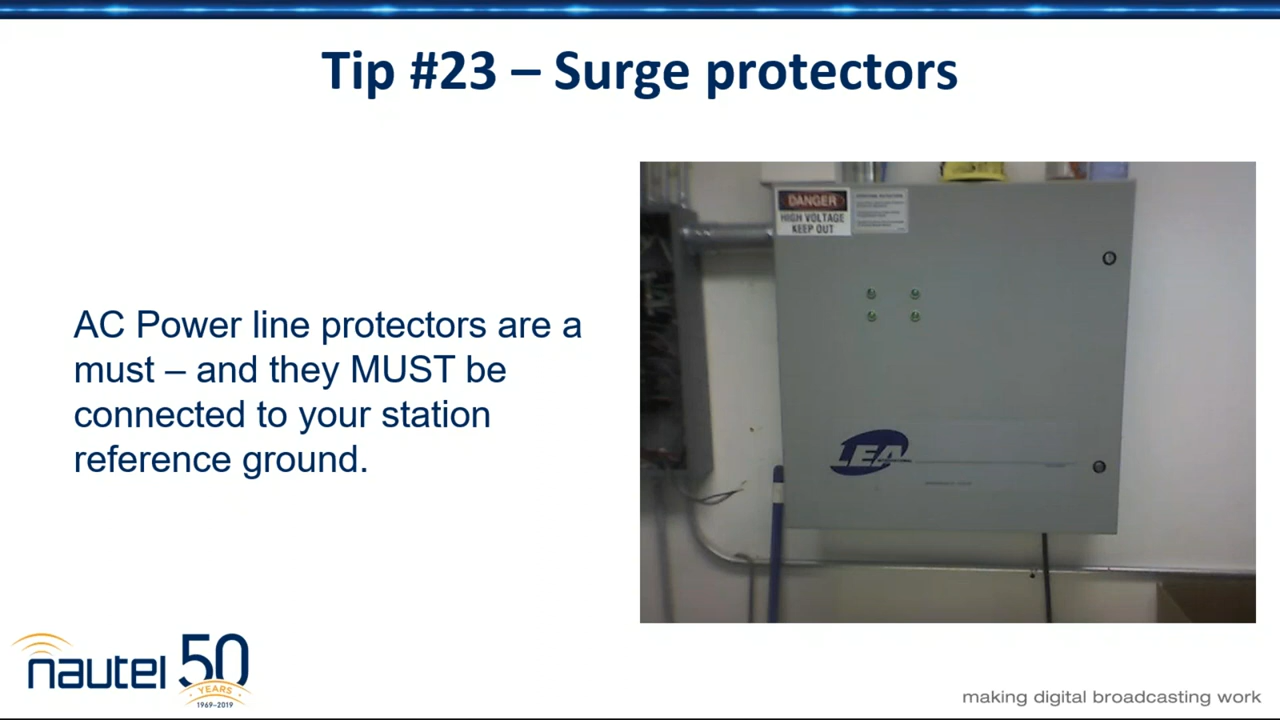 Tip #23 – Surge protectors
AC Power line protectors are a
must – and they MUST be
connected to your station
reference ground.
DANGER
HIGH VOLTAGE
KEEP OUT
LEA
INTERNATIONAL
nautel 50
YEARS
1969–2019
making digital broadcasting work